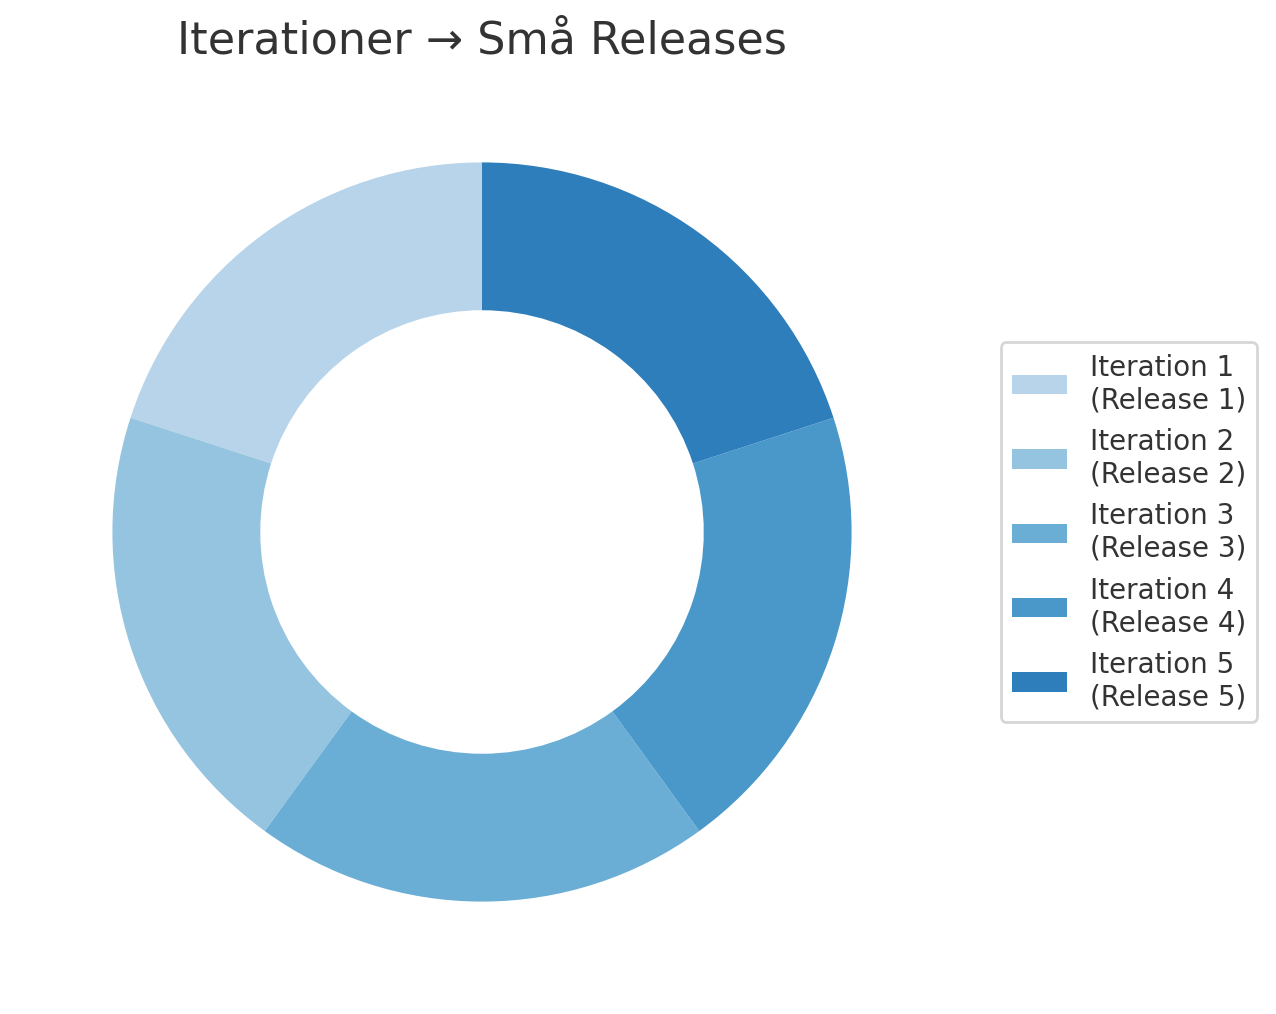 Iterationer → Små Releases
Iteration 1
(Release 1)
Iteration 2
(Release 2)
Iteration 3
(Release 3)
Iteration 4
(Release 4)
Iteration 5
(Release 5)